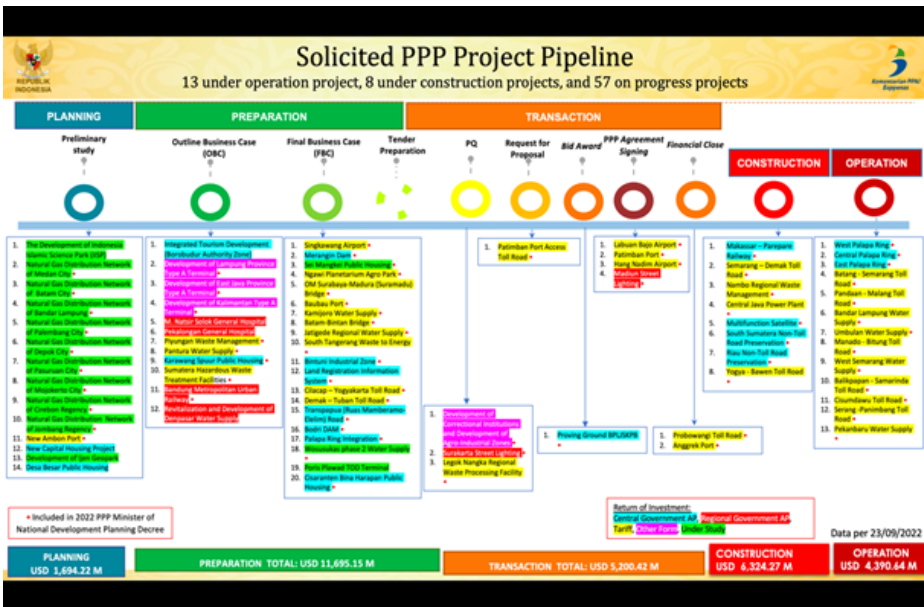 Solicited PPP Project Pipeline
13 under operation project, 8 under construction projects, and 57 on progress projects
REPUBLIK
INDONESIA
Kementerian PPN/
Bappenas
PLANNING
PREPARATION
TRANSACTION
Preliminary
study
Outline Business Case
(OBC)
Final Business Case
(FBC)
Tender
Preparation
PQ
Request for
Proposal
Bid Award
PPP Agreement
Signing
Financial Close
CONSTRUCTION
OPERATION
1. The Development of Indonesia
Islamic Science Park (IISP)
2. Natural Gas Distribution Network
of Medan City
3. Natural Gas Distribution Network
of Batam City
4. Natural Gas Distribution Network
of Bandar Lampung
5. Natural Gas Distribution Network
of Palembang City
6. Natural Gas Distribution Network
of Depok City
7. Natural Gas Distribution Network
of Pasuruan City
8. Natural Gas Distribution Network
of Mojokerto City
9. Natural Gas Distribution Network
of Cirebon Regency
10. Natural Gas Distribution Network
of Jombang Regency
11. New Ambon Port
12. New Capital Housing Project
13. Development of Ijen Geopark
14. Desa Besar Public Housing
1. Integrated Tourism Development
(Borobudur Authority Zone)
2. Development of Lampung Province
Type A Terminal
3. Development of East Java Province
Type A Terminal
4. Development of Kalimantan Type A
Terminal
5. M. Natsir Solok General Hospital
6. Pekalongan General Hospital
7. Piyungan Waste Management
8. Pantura Water Supply
9. Karawang Spuur Public Housing
10. Sumatera Hazardous Waste
Treatment Facilities
11. Bandung Metropolitan Urban
Railway
12. Revitalization and Development of
Denpasar Water Supply
1. Singkawang Airport
2. Merangin Dam
3. Sei Mangkei Public Housing
4. Ngawi Planetarium Agro Park
5. OM Surabaya-Madura (Suramadu)
Bridge
6. Baubau Port
7. Kamijoro Water Supply
8. Batam-Bintan Bridge
9. Jatigede Regional Water Supply
10. South Tangerang Waste to Energy
11. Bintuni Industrial Zone
12. Land Registration Information
System
13. Cilacap – Yogyakarta Toll Road
14. Demak – Tuban Toll Road
15. Transpapua (Ruas Mamberamo-
Elelim) Road
16. Bodri DAM
17. Palapa Ring Integration
18. Wosusukas phase 2 Water Supply
19. Poris Plawad TOD Terminal
20. Cisaranten Bina Harapan Public
Housing
1. Patimban Port Access
Toll Road
1. Labuan Bajo Airport
2. Patimban Port
3. Hang Nadim Airport
4. Madiun Street
Lighting
1. Makassar – Parepare
Railway
2. Semarang – Demak Toll
Road
3. Nambo Regional Waste
Management
4. Central Java Power Plant
5. Multifunction Satellite
6. South Sumatera Non-Toll
Road Preservation
7. Riau Non-Toll Road
Preservation
8. Yogya - Bawen Toll Road
1. West Palapa Ring
2. Central Palapa Ring
3. East Palapa Ring
4. Batang - Semarang Toll
Road
5. Pandaan - Malang Toll
Road
6. Bandar Lampung Water
Supply
7. Umbulan Water Supply
8. Manado - Bitung Toll
Road
9. West Semarang Water
Supply
10. Balikpapan - Samarinda
Toll Road
11. Cisumdawu Toll Road
12. Serang -Panimbang Toll
Road
13. Pekanbaru Water Supply
1. Development of
Correctional Institutions
and Development of
Agro-Industrial Zones
2. Surakarta Street Lighting
3. Legok Nangka Regional
Waste Processing Facility
1. Proving Ground BPLJSKPB
1. Probowangi Toll Road
2. Anggrek Port
* Included in 2022 PPP Minister of
National Development Planning Decree
Return of Investment:
Central Government AP, Regional Government AP,
Tariff, Other Form, Under Study
Data per 23/09/2022
PLANNING
USD 1,694.22 M
PREPARATION TOTAL: USD 11,695.15 M
TRANSACTION TOTAL: USD 5,200.42 M
CONSTRUCTION
USD 6,324.27 M
OPERATION
USD 4,390.64 M